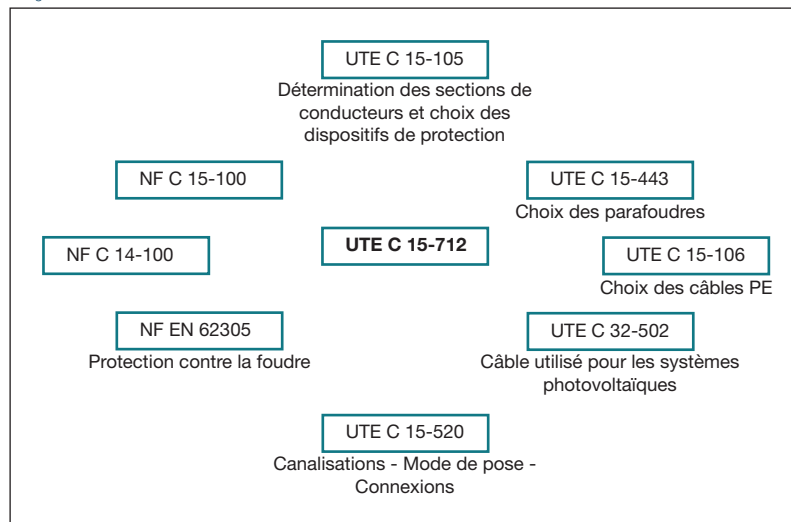 UTE C 15-105
Détermination des sections de
conducteurs et choix des
dispositifs de protection
NF C 15-100
UTE C 15-443
Choix des parafoudres
NF C 14-100
UTE C 15-712
UTE C 15-106
Choix des câbles PE
NF EN 62305
Protection contre la foudre
UTE C 32-502
Câble utilisé pour les systèmes
photovoltaïques
UTE C 15-520
Canalisations - Mode de pose -
Connexions